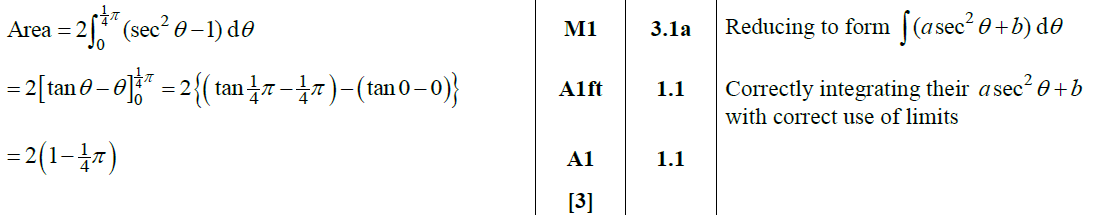 Area = 2∫₀^{¼π} (sec² θ − 1) dθ M1 3.1a Reducing to form ∫(a sec² θ + b) dθ
= 2[tan θ − θ]₀^{¼π} = 2{(tan ¼π − ¼π) − (tan 0 − 0)} A1ft 1.1 Correctly integrating their a sec² θ + b
with correct use of limits
= 2(1 − ¼π) A1 1.1
[3]